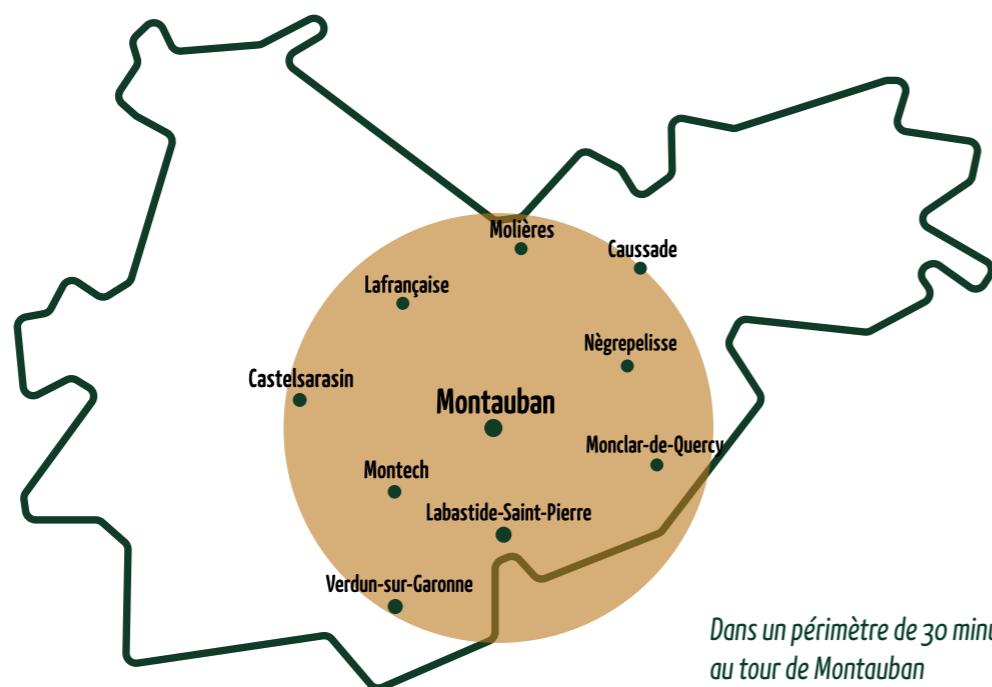 Molières
Caussade
Lafrançaise
Nègrepelisse
Castelsarasin
Montauban
Monclar-de-Quercy
Montech
Labastide-Saint-Pierre
Verdun-sur-Garonne
Dans un périmètre de 30
au tour de Montauban